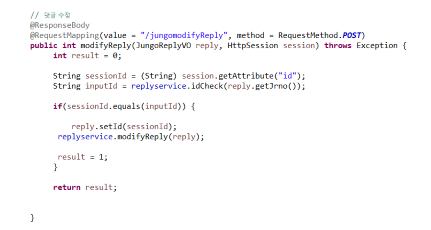 // 댓글 수정
@ResponseBody
@RequestMapping(value = "/jungomodifyReply", method = RequestMethod.POST)
public int modifyReply(JungoReplyVO reply, HttpSession session) throws Exception {
int result = 0;
String sessionId = (String) session.getAttribute("id");
String inputId = replyservice.idCheck(reply.getJrno());
if(sessionId.equals(inputId)) {
reply.setId(sessionId);
replyservice.modifyReply(reply);
result = 1;
}
return result;
}